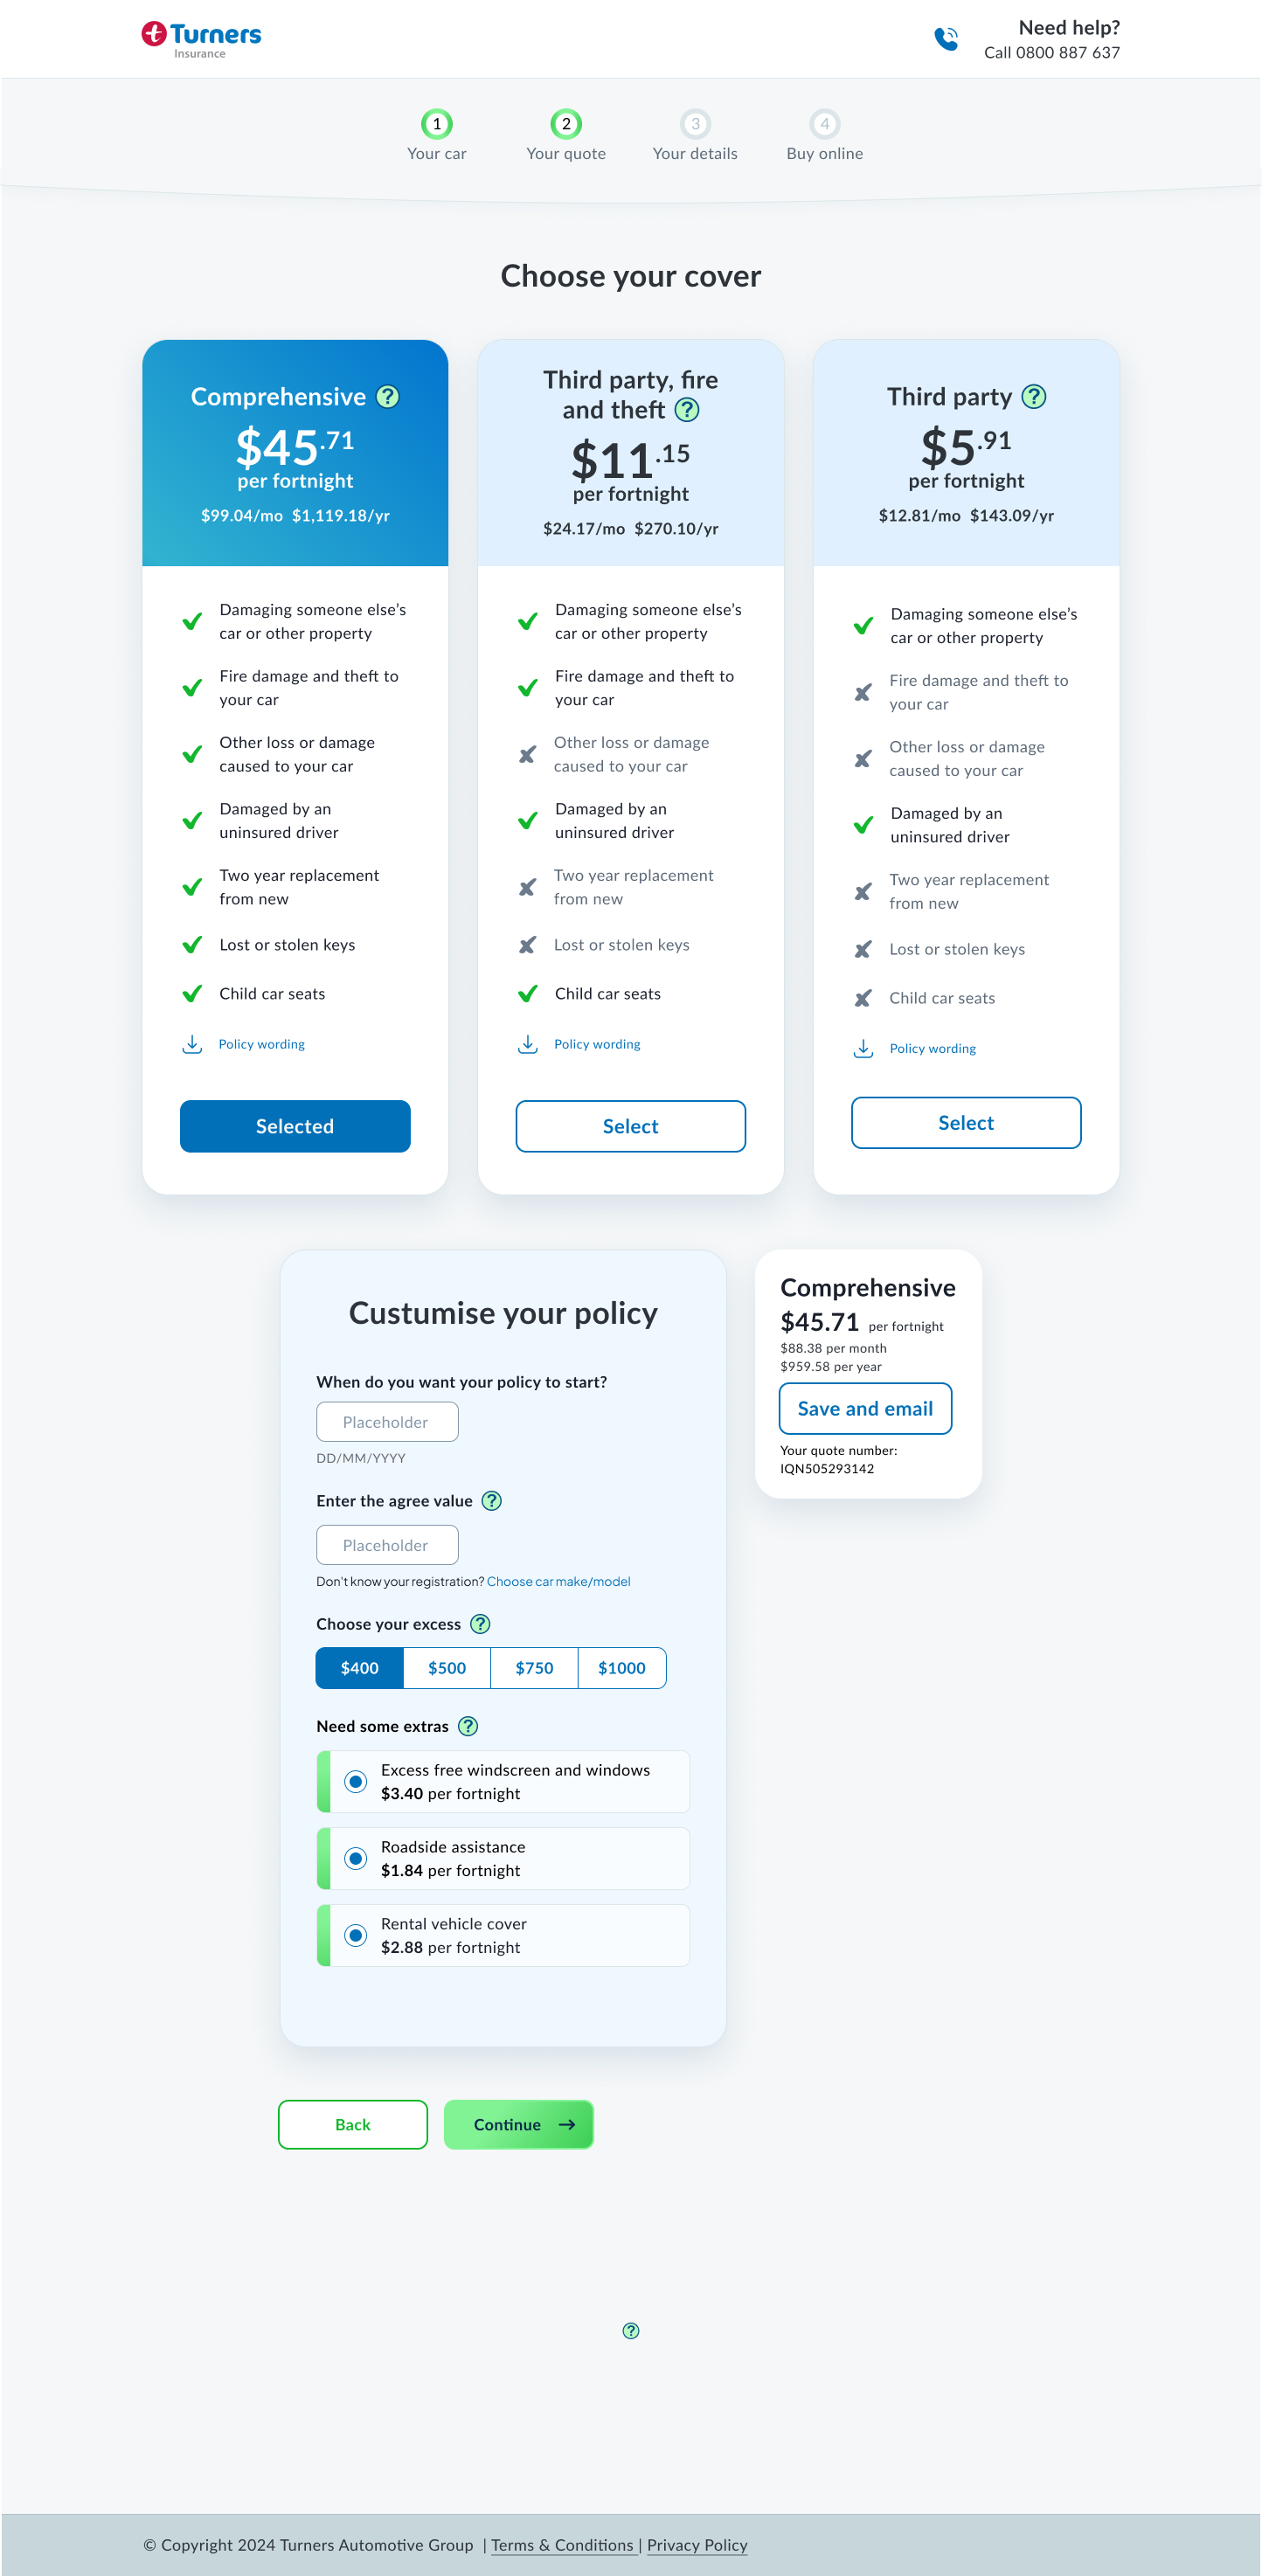 Turners
Insurance
Need help?
Call 0800 887 637
1
2
3
4
Your car
Your quote
Your details
Buy online
Choose your cover
Comprehensive ?
$45.71
per fortnight
$99.04/mo $1,119.18/yr
Damaging someone else’s
car or other property
Fire damage and theft to
your car
Other loss or damage
caused to your car
Damaged by an
uninsured driver
Two year replacement
from new
Lost or stolen keys
Child car seats
Policy wording
Selected
Third party, fire
and theft ?
$11.15
per fortnight
$24.17/mo $270.10/yr
Damaging someone else’s
car or other property
Fire damage and theft to
your car
Other loss or damage
caused to your car
Damaged by an
uninsured driver
Two year replacement
from new
Lost or stolen keys
Child car seats
Policy wording
Select
Third party ?
$5.91
per fortnight
$12.81/mo $143.09/yr
Damaging someone else’s
car or other property
Fire damage and theft to
your car
Other loss or damage
caused to your car
Damaged by an
uninsured driver
Two year replacement
from new
Lost or stolen keys
Child car seats
Policy wording
Select
Custumise your policy
When do you want your policy to start?
Placeholder
DD/MM/YYYY
Enter the agree value ?
Placeholder
Don't know your registration? Choose car make/model
Choose your excess ?
$400 $500 $750 $1000
Need some extras ?
Excess free windscreen and windows
$3.40 per fortnight
Roadside assistance
$1.84 per fortnight
Rental vehicle cover
$2.88 per fortnight
Comprehensive
$45.71 per fortnight
$88.38 per month
$959.58 per year
Save and email
Your quote number:
IQN505293142
Back
Continue →
?
© Copyright 2024 Turners Automotive Group | Terms & Conditions | Privacy Policy